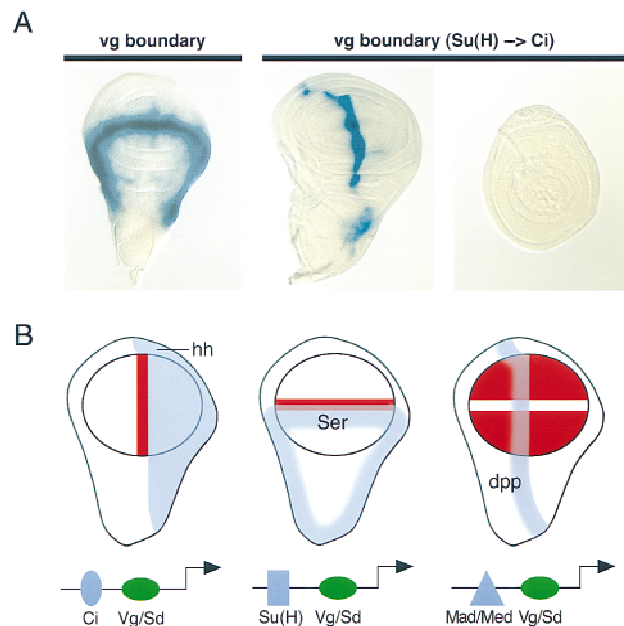 A
vg boundary
vg boundary (Su(H) –> Ci)
B
hh
Ser
dpp
Ci Vg/Sd
Su(H) Vg/Sd
Mad/Med Vg/Sd